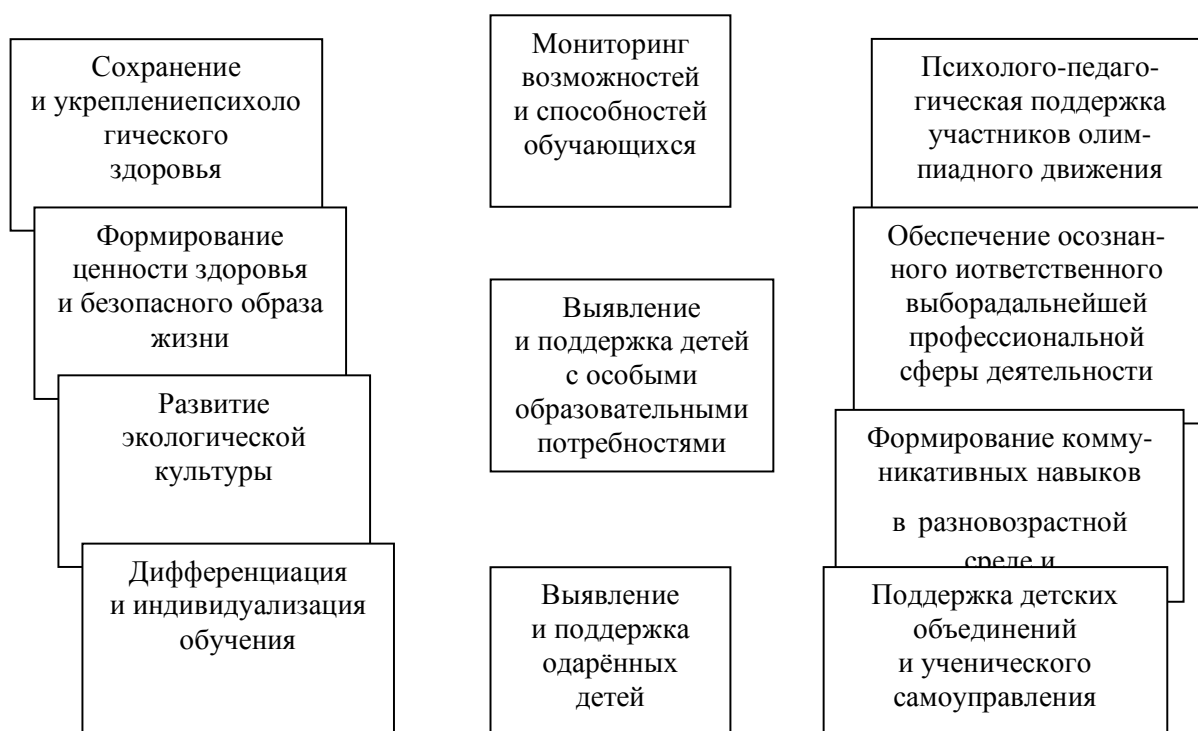 Сохранение
и укреплениепсихоло
гического
здоровья
Формирование
ценности здоровья
и безопасного образа
жизни
Развитие
экологической
культуры
Дифференциация
и индивидуализация
обучения
Мониторинг
возможностей
и способностей
обучающихся
Выявление
и поддержка детей
с особыми
образовательными
потребностями
Выявление
и поддержка
одарённых
детей
Психолого-педаго-
гическая поддержка
участников олим-
пиадного движения
Обеспечение осознан-
ного иответственного
выборадальнейшей
профессиональной
сферы деятельности
Формирование комму-
никативных навыков
в разновозрастной
среде и
Поддержка детских
объединений
и ученического
самоуправления